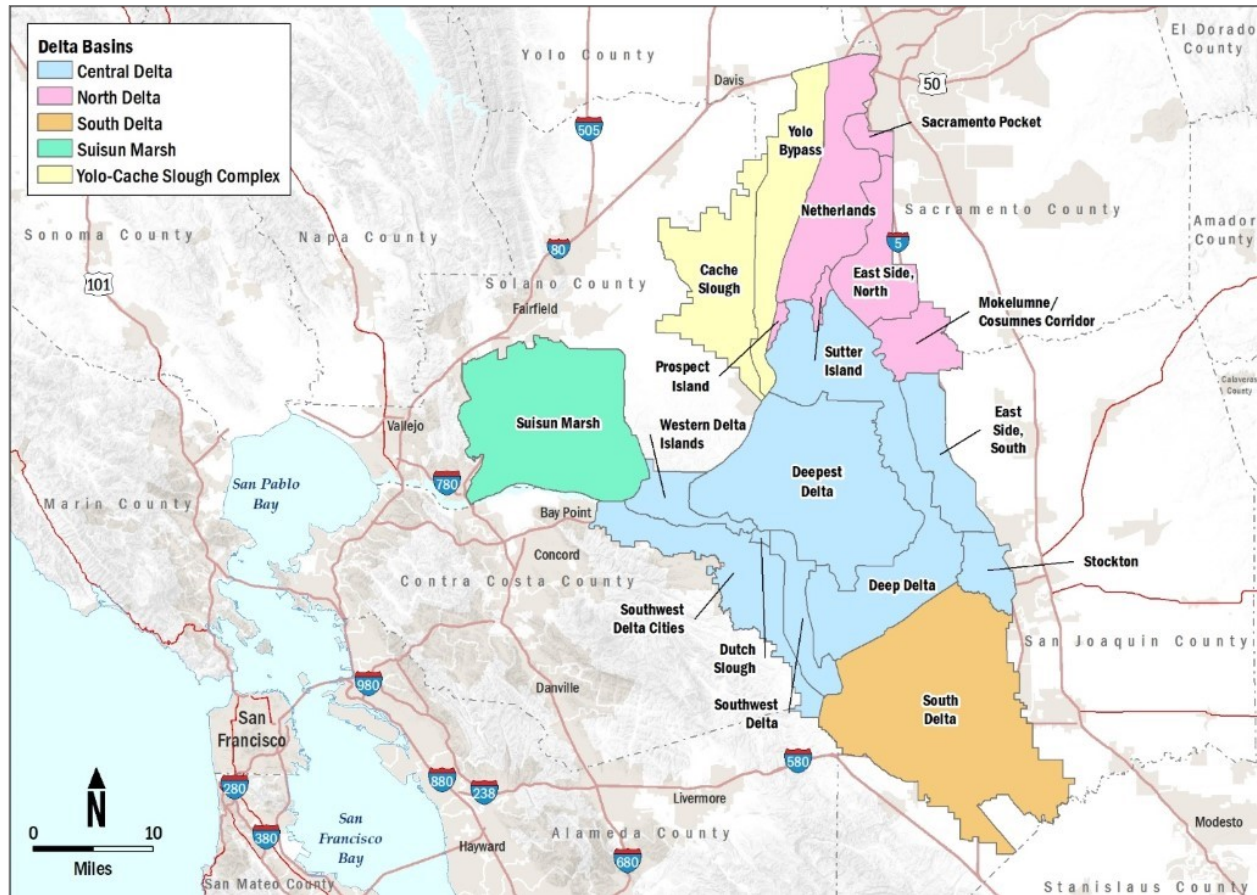 Delta Basins
Central Delta
North Delta
South Delta
Suisun Marsh
Yolo-Cache Slough Complex
Yolo County
El Dorado
County
Davis
50
505
Sacramento Pocket
Yolo
Bypass
Netherlands
Sacramento County
Amador
County
Sonoma County
Napa County
80
5
101
Solano County
Cache
Slough
East Side,
North
Fairfield
Mokelumne/
Cosumnes Corridor
Prospect
Island
Sutter
Island
Calaveras
County
Vallejo
Suisun Marsh
Western Delta
Islands
East
Side,
South
780
San Pablo
Bay
Deepest
Delta
Marin County
Bay Point
Concord
Stockton
Contra Costa County
Deep Delta
Southwest
Delta Cities
Dutch
Slough
San Joaquin County
980
Danville
Southwest
Delta
South
Delta
San
Francisco
580
N
280
880
238
Livermore
0 10
Miles
San
Francisco
Bay
380
Hayward
Alameda County
680
Modesto
San Mateo County
Stanislaus County